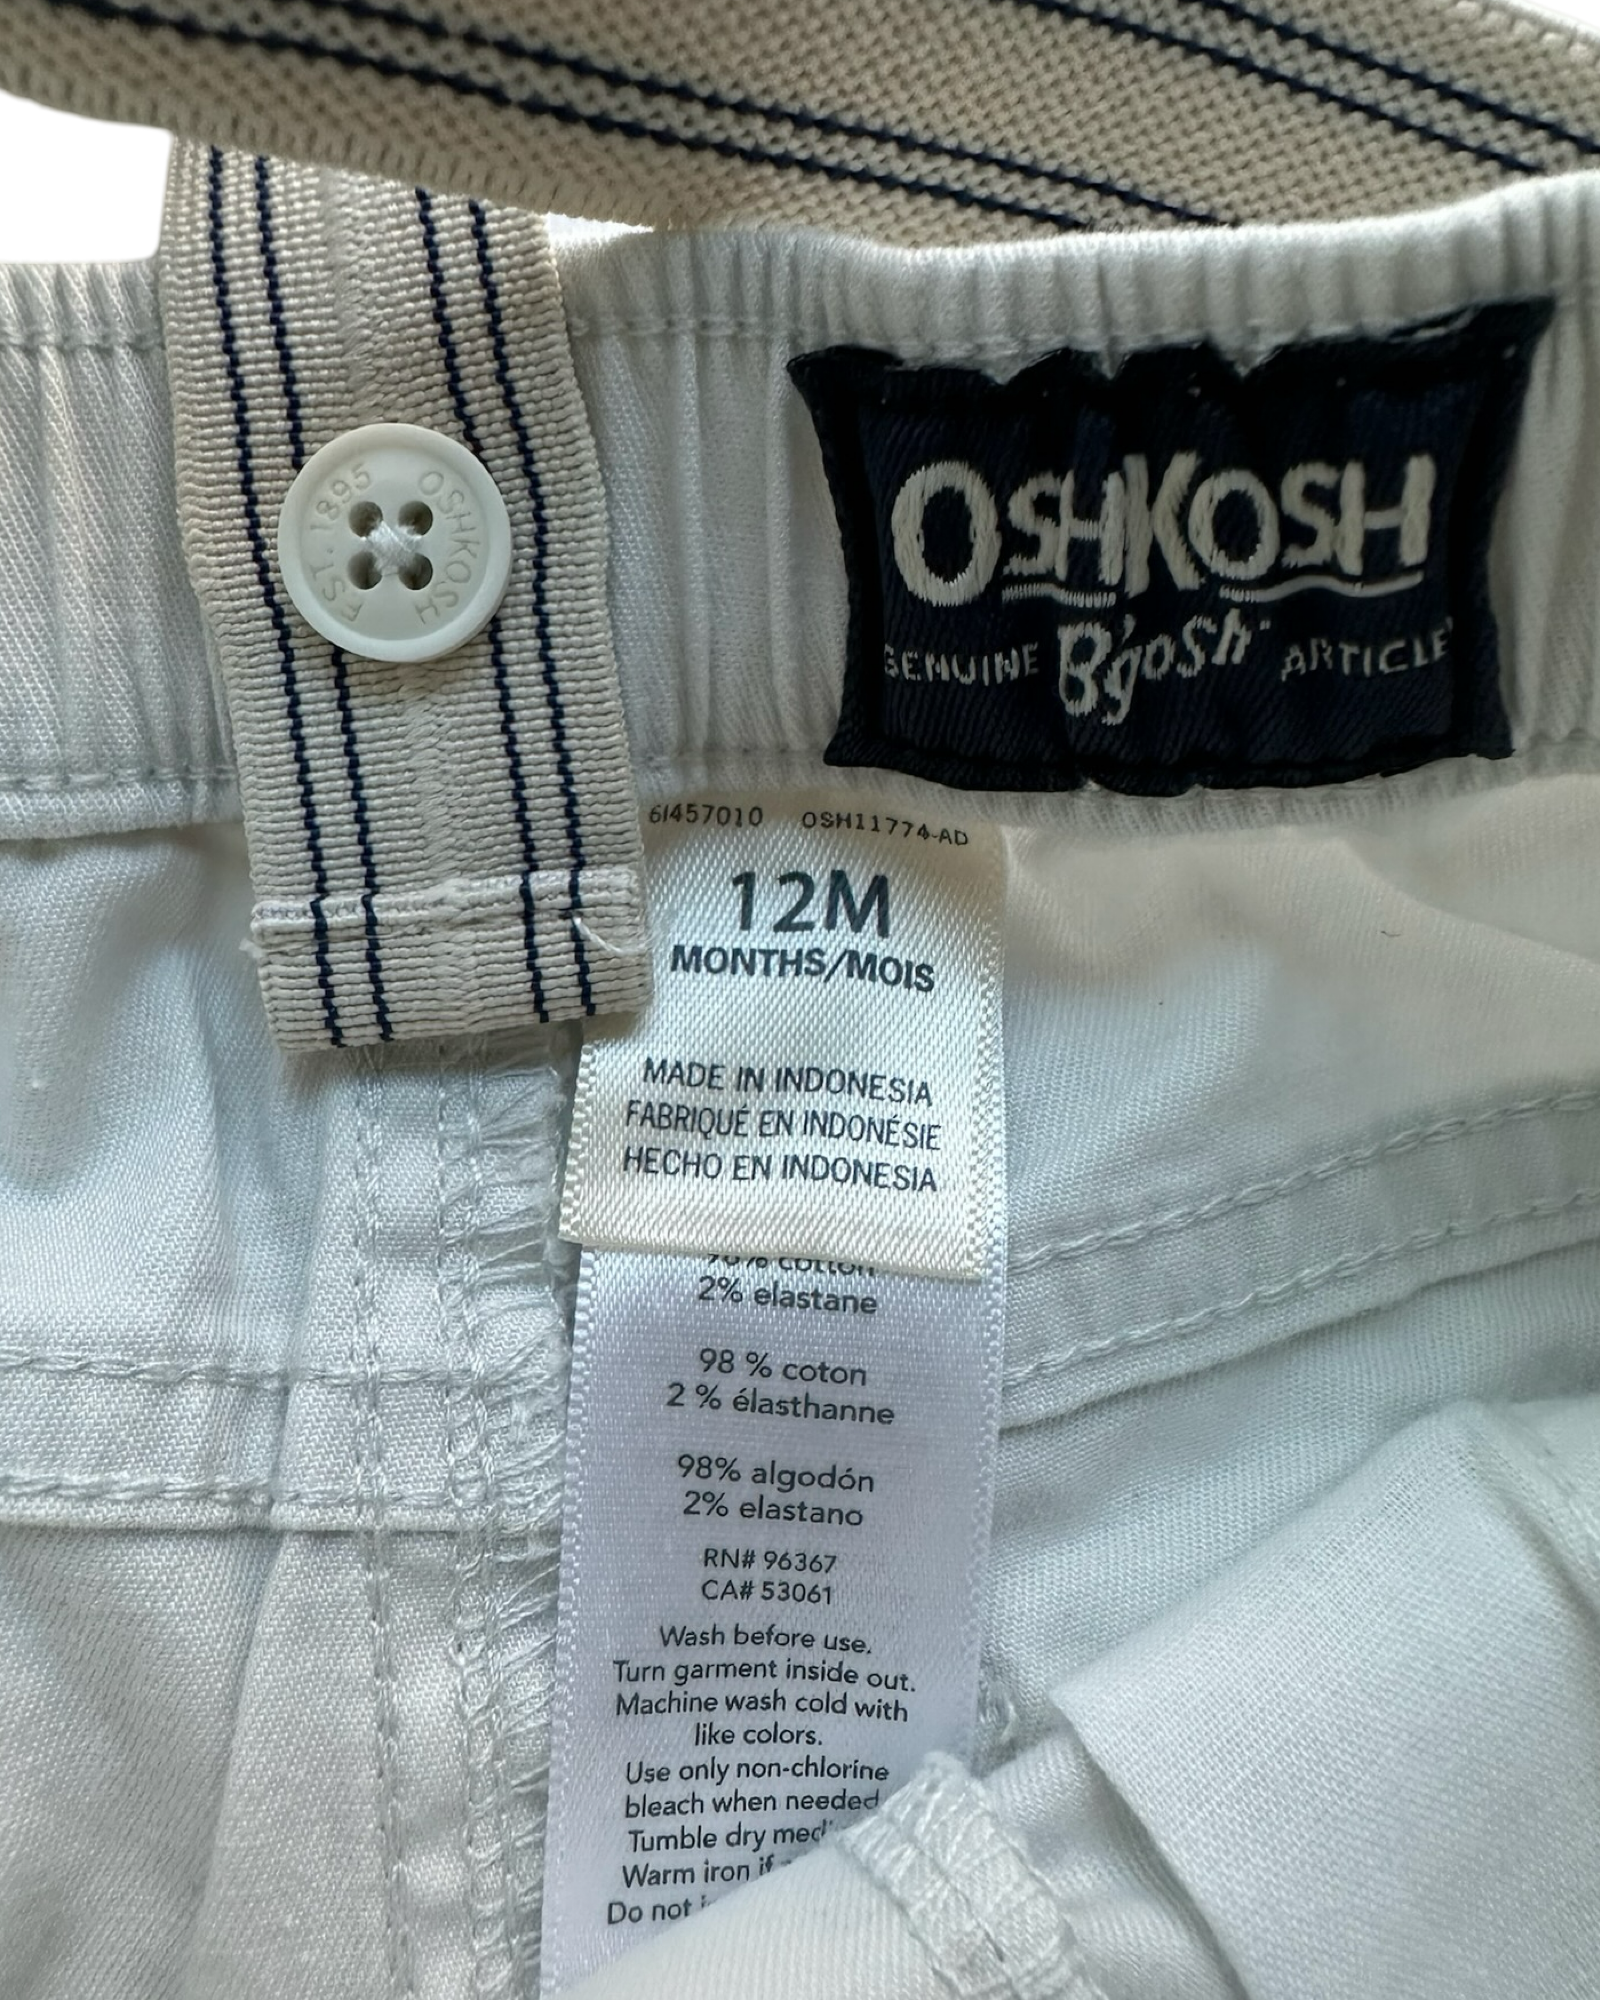 EST. 1895 OSHKOSH
OSHKOSH
GENUINE B'gosh ARTICLE
61457010 OSH11774-AD
12M
MONTHS/MOIS
MADE IN INDONESIA
FABRIQUÉ EN INDONÉSIE
HECHO EN INDONESIA
98% cotton
2% elastane
98 % coton
2 % élasthanne
98% algodón
2% elastano
RN# 96367
CA# 53061
Wash before use.
Turn garment inside out.
Machine wash cold with
like colors.
Use only non-chlorine
bleach when needed
Tumble dry
Warm iron if
Do not